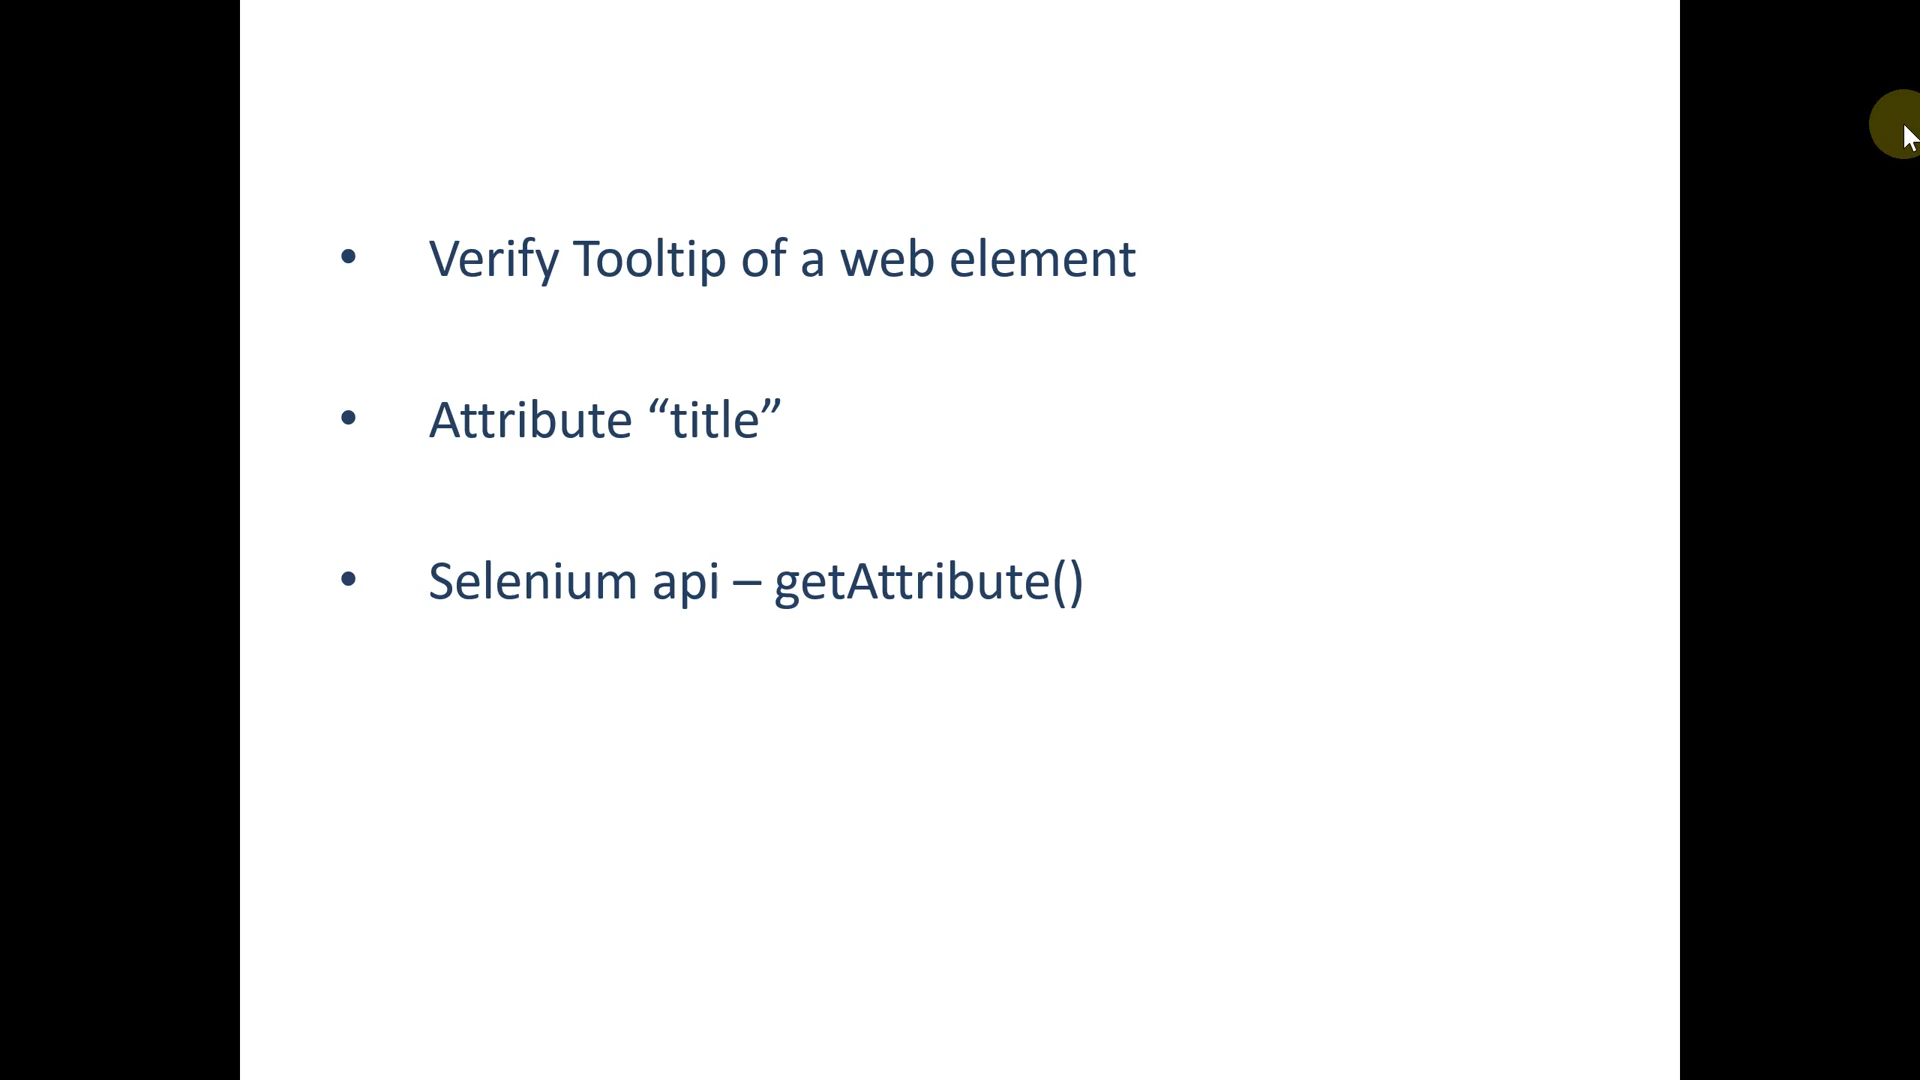 • Verify Tooltip of a web element
• Attribute “title”
• Selenium api – getAttribute()